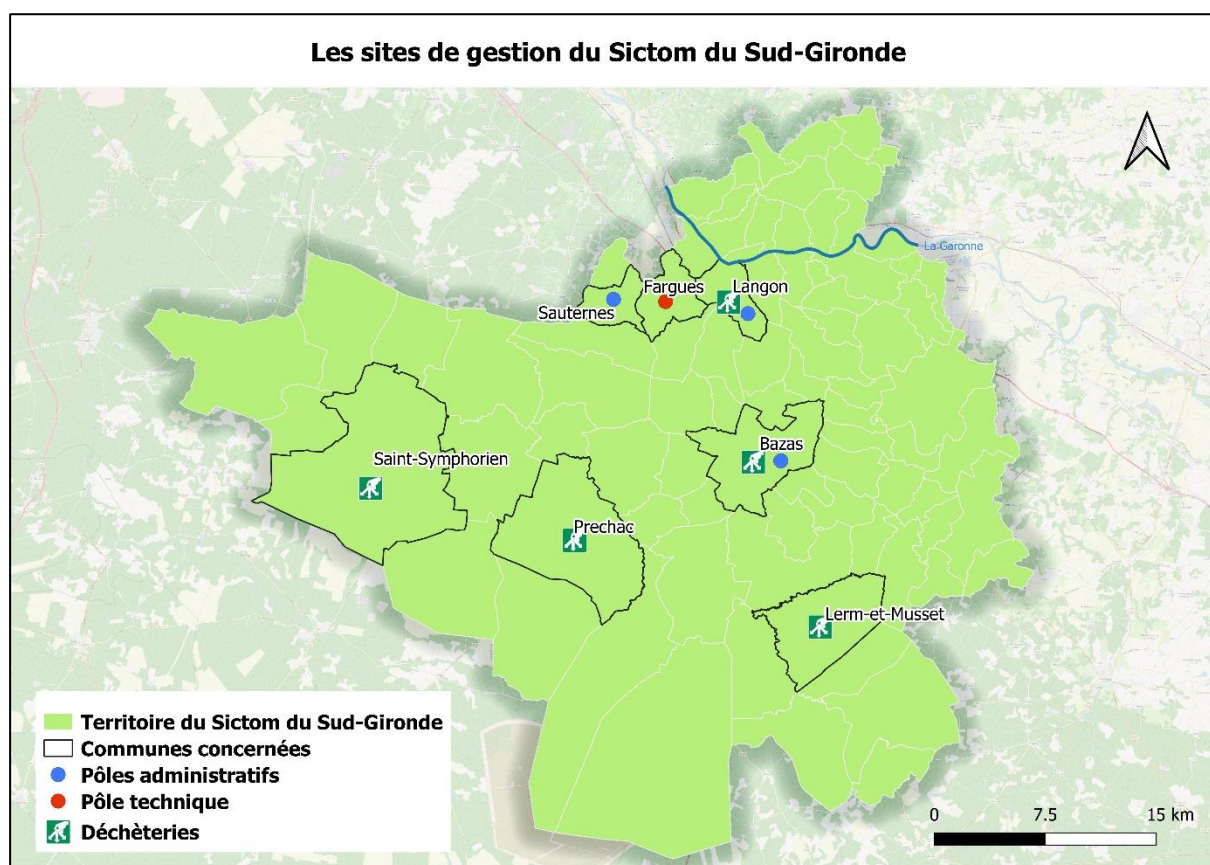 Les sites de gestion du Sictom du Sud-Gironde
La Garonne
Fargues
Langon
Sauternes
Bazas
Saint-Symphorien
Prechac
Lerm-et-Musset
Territoire du Sictom du Sud-Gironde
Communes concernées
Pôles administratifs
Pôle technique
Déchèteries
0 7.5 15 km